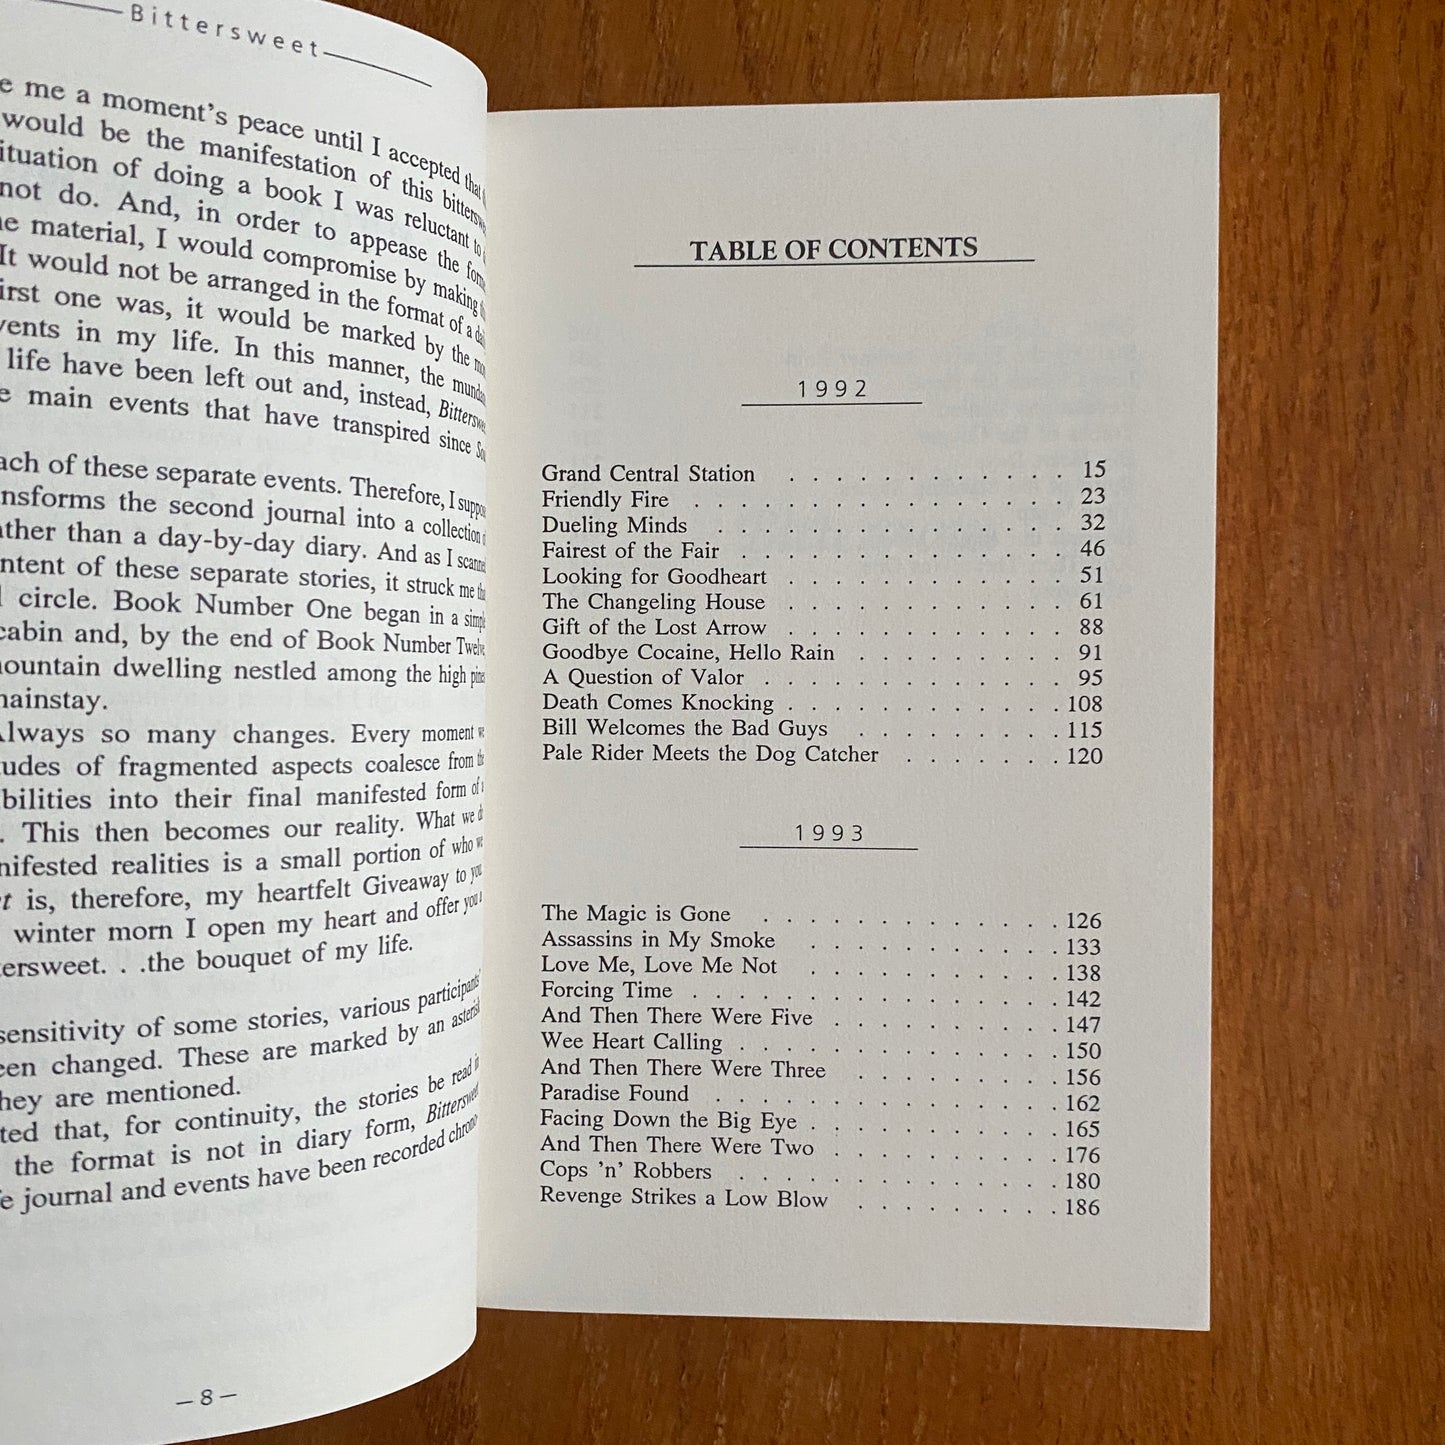 Bittersweet
e me a moment's peace until I accepted that
would be the manifestation of this
ituation of doing a book I was reluctant to
not do. And, in order to appease the
e material, I would compromise by making
It would not be arranged in the format of a
irst one was, it would be marked by the
vents in my life. In this manner, the
life have been left out and, instead,
e main events that have transpired since
ach of these separate events. Therefore, I
nsforms the second journal into a collection
ather than a day-by-day diary. And as I
ntent of these separate stories, it struck me
circle. Book Number One began in a
cabin and, by the end of Book Number Twelve
ountain dwelling nestled among the high
ainstay.
Always so many changes. Every moment
udes of fragmented aspects coalesce from
bilities into their final manifested form of
. This then becomes our reality. What we
nifested realities is a small portion of who
t is, therefore, my heartfelt Giveaway to
winter morn I open my heart and offer you
tersweet. . .the bouquet of my life.
sensitivity of some stories, various participants'
en changed. These are marked by an
hey are mentioned.
ted that, for continuity, the stories be read
the format is not in diary form,
e journal and events have been recorded
— 8 —
TABLE OF CONTENTS
1992
Grand Central Station . . . . . . . . . . . . 15
Friendly Fire . . . . . . . . . . . . . . . . 23
Dueling Minds . . . . . . . . . . . . . . . 32
Fairest of the Fair . . . . . . . . . . . . . . 46
Looking for Goodheart . . . . . . . . . . . . 51
The Changeling House . . . . . . . . . . . . 61
Gift of the Lost Arrow . . . . . . . . . . . . 88
Goodbye Cocaine, Hello Rain . . . . . . . . . 91
A Question of Valor . . . . . . . . . . . . . 95
Death Comes Knocking . . . . . . . . . . . . 108
Bill Welcomes the Bad Guys . . . . . . . . . 115
Pale Rider Meets the Dog Catcher . . . . . . . 120
1993
The Magic is Gone . . . . . . . . . . . . . 126
Assassins in My Smoke . . . . . . . . . . . 133
Love Me, Love Me Not . . . . . . . . . . . 138
Forcing Time . . . . . . . . . . . . . . . . 142
And Then There Were Five . . . . . . . . . . 147
Wee Heart Calling . . . . . . . . . . . . . . 150
And Then There Were Three . . . . . . . . . 156
Paradise Found . . . . . . . . . . . . . . . 162
Facing Down the Big Eye . . . . . . . . . . . 165
And Then There Were Two . . . . . . . . . . 176
Cops 'n' Robbers . . . . . . . . . . . . . . 180
Revenge Strikes a Low Blow . . . . . . . . . 186